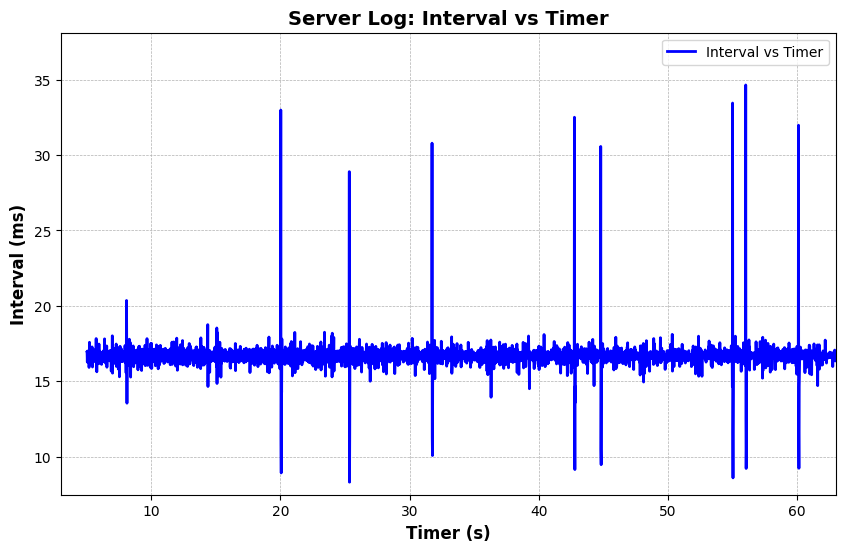 Server Log: Interval vs Timer
Interval vs Timer
Interval (ms)
35
30
25
20
15
10
10 20 30 40 50 60
Timer (s)